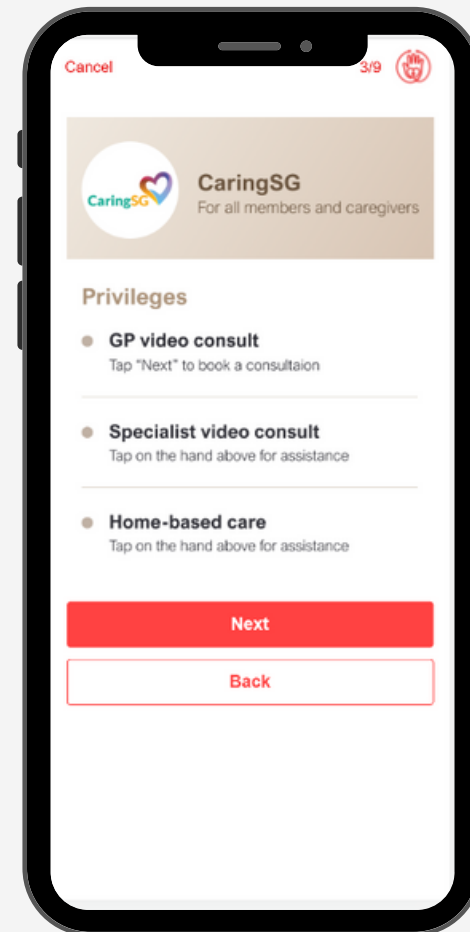 Cancel
3/9
CaringSG
CaringSG
For all members and caregivers
Privileges
GP video consult
Tap "Next" to book a consultaion
Specialist video consult
Tap on the hand above for assistance
Home-based care
Tap on the hand above for assistance
Next
Back